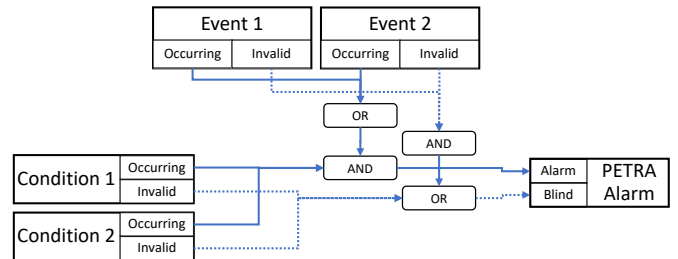 Event 1
Event 2
Occurring
Invalid
Occurring
Invalid
OR
AND
Condition 1
Occurring
Invalid
AND
Alarm
Blind
PETRA
Alarm
OR
Condition 2
Occurring
Invalid